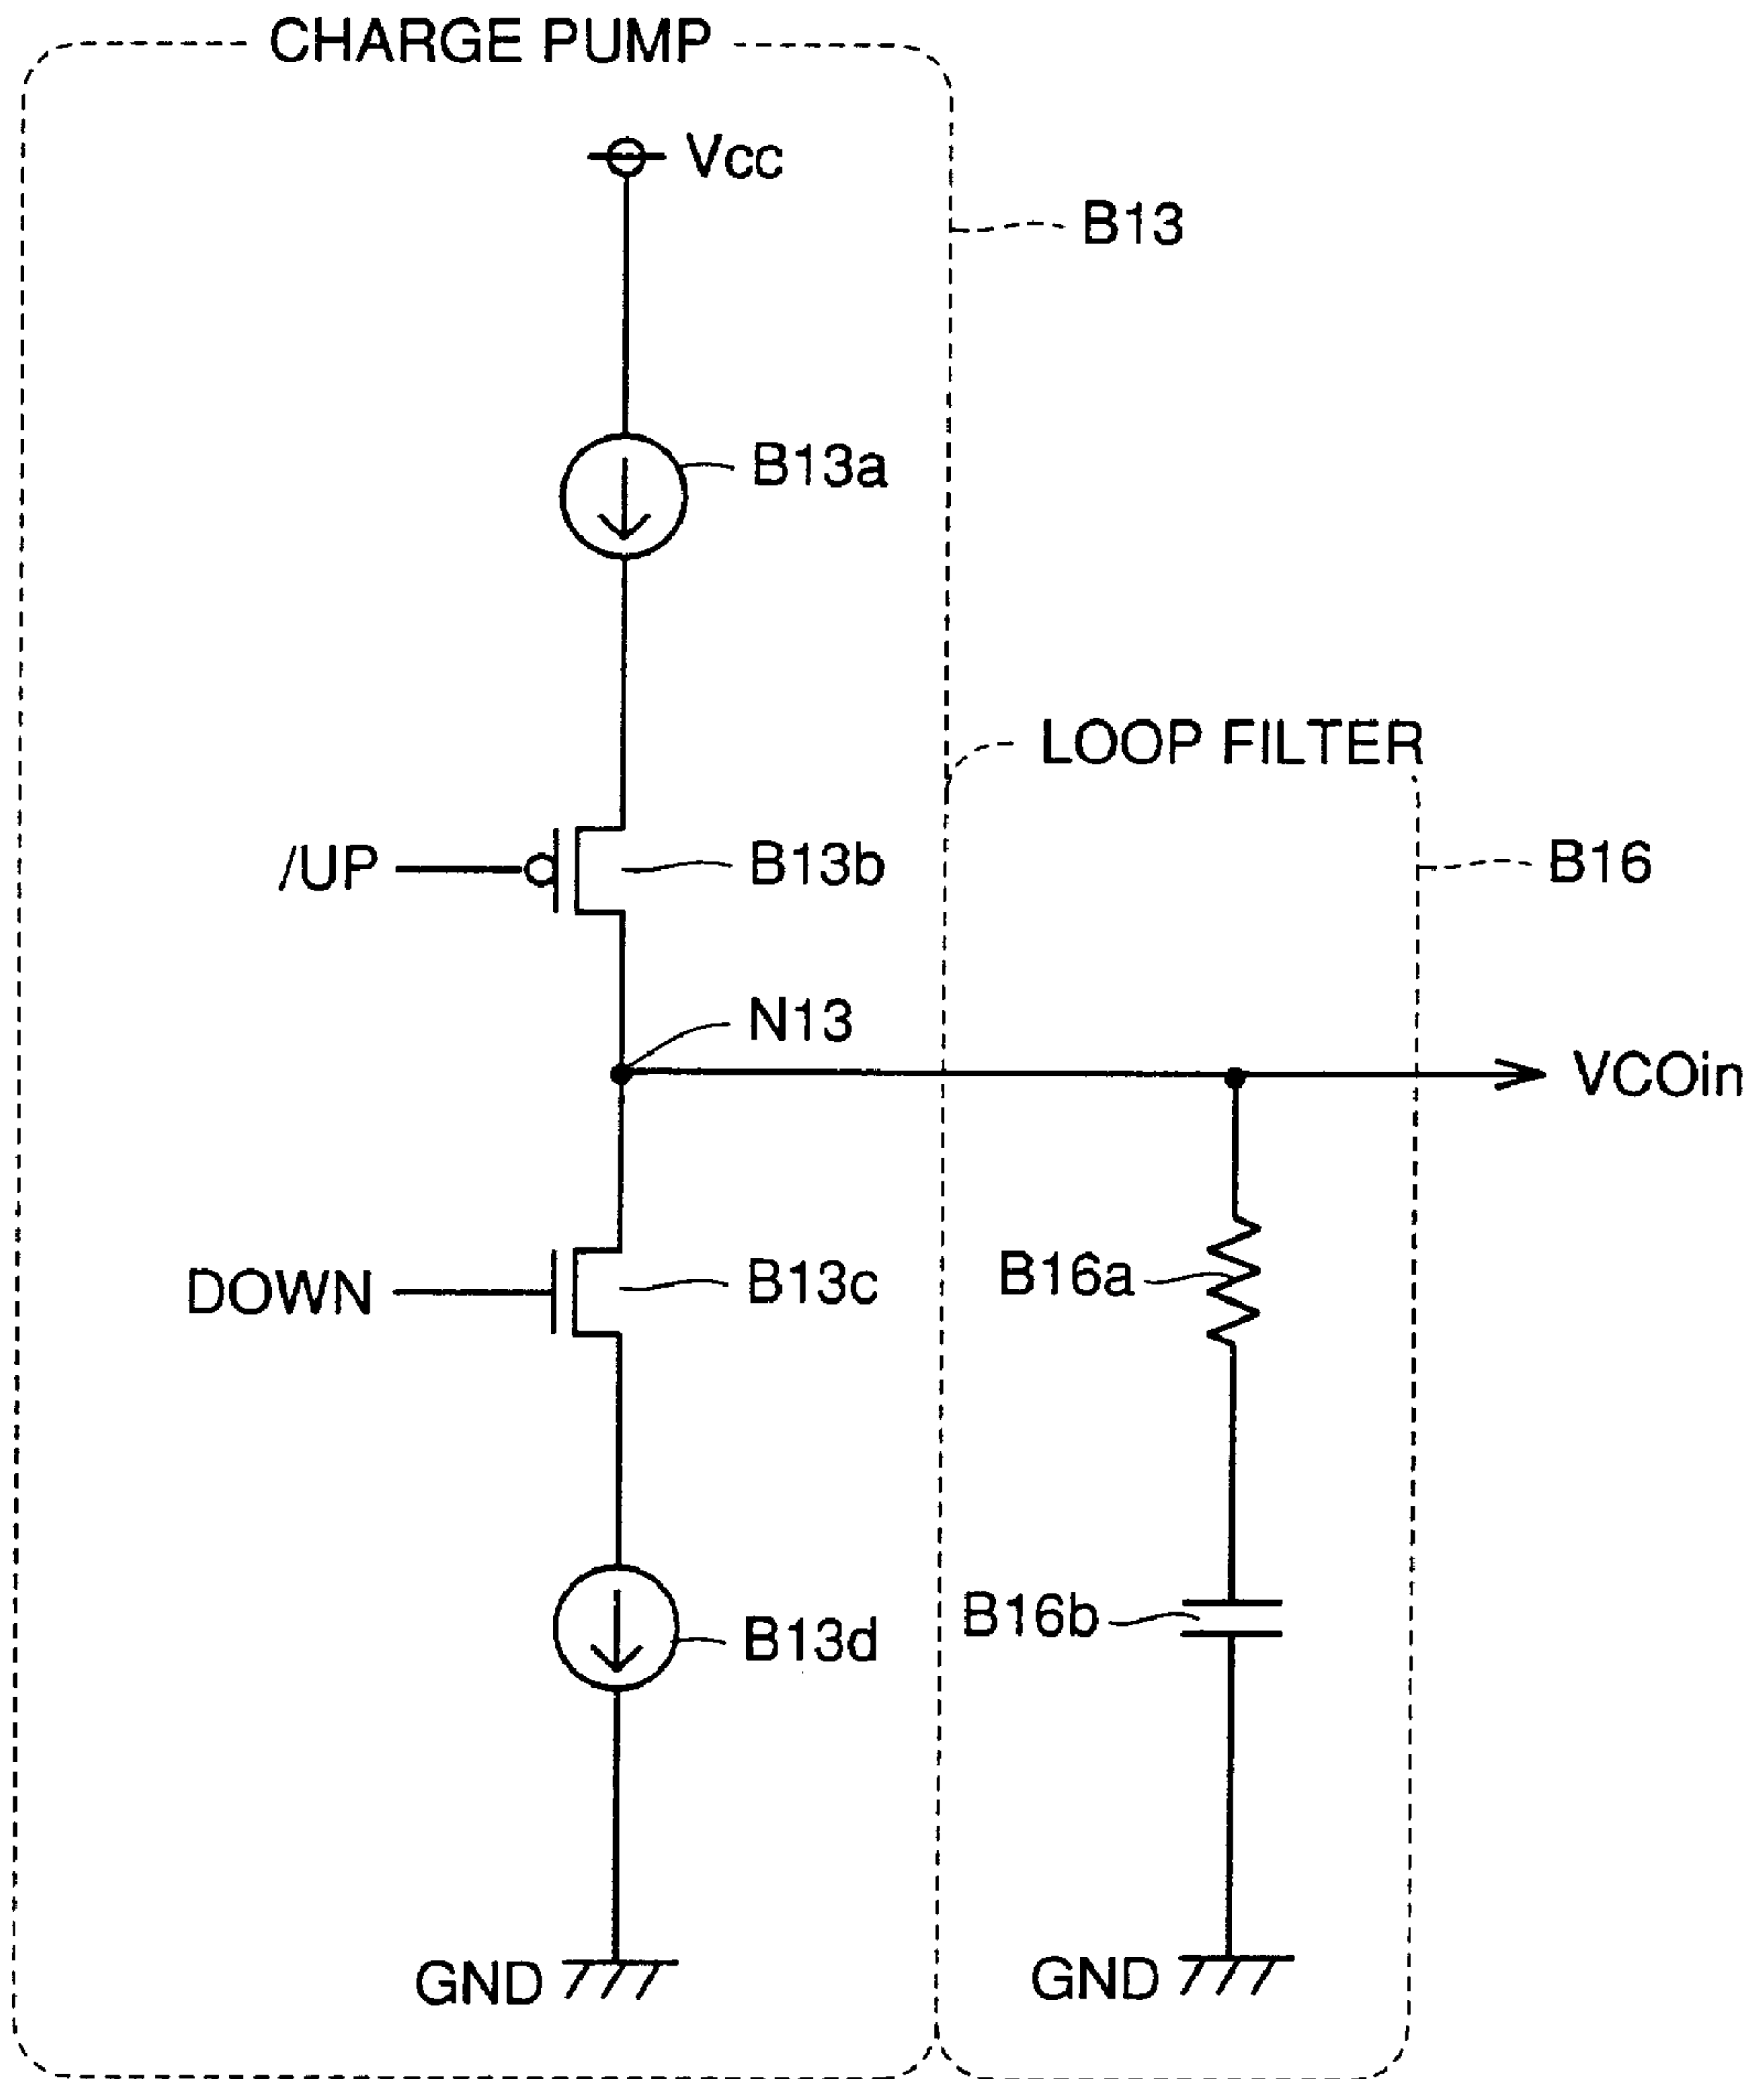 CHARGE PUMP
Vcc
B13
B13a
LOOP FILTER
/UP
B13b
B16
N13
VCOin
DOWN
B13c
B16a
B16b
B13d
GND
GND